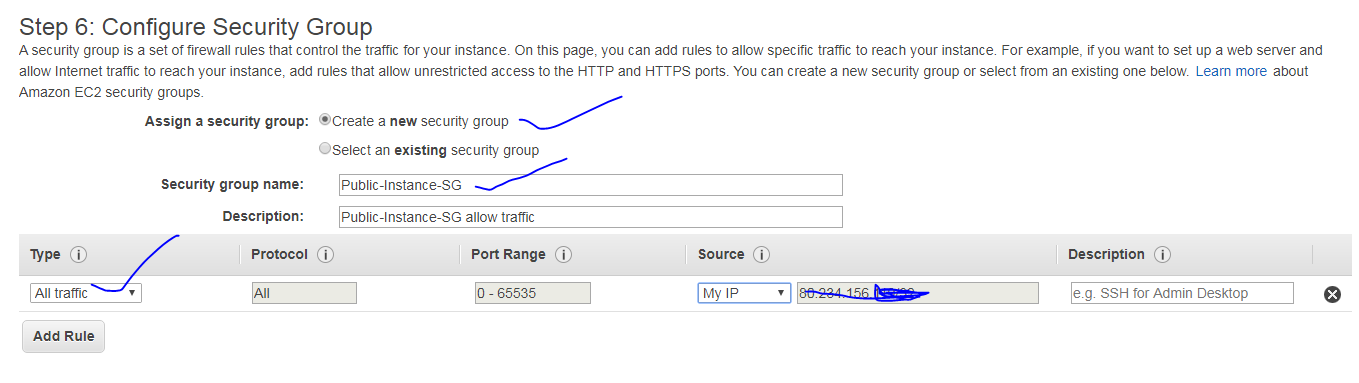 Step 6: Configure Security Group
A security group is a set of firewall rules that control the traffic for your instance. On this page, you can add rules to allow specific traffic to reach your instance. For example, if you want to set up a web server and
allow Internet traffic to reach your instance, add rules that allow unrestricted access to the HTTP and HTTPS ports. You can create a new security group or select from an existing one below. Learn more about
Amazon EC2 security groups.
Assign a security group: Create a new security group
Select an existing security group
Security group name: Public-Instance-SG
Description: Public-Instance-SG allow traffic
Type Protocol Port Range Source Description
All traffic All 0 - 65535 My IP e.g. SSH for Admin Desktop
Add Rule